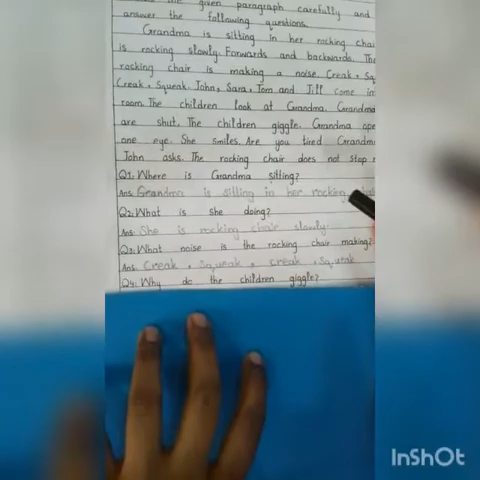 given paragraph carefully and
answer the following questions.
Grandma is sitting in her rocking
is rocking slowly. Forwards and backwards.
rocking chair is making a noise. Creak, Sq
Creak, Squeak. John, Sara, Tom and Jill come in
room. The children look at Grandma. Grandma
are shut. The children giggle. Grandma ope
one eye. She smiles. Are you tired Grandm
John asks. The rocking chair does not stop
Q1: Where is Grandma sitting?
Ans: Grandma is sitting in her rocking
Q2: What is she doing?
Ans: She is rocking chair slowly.
Q3: What noise is the rocking chair making?
Ans: Creak, Squeak, creak, Squeak
Q4: Why do the children giggle?
InShOt